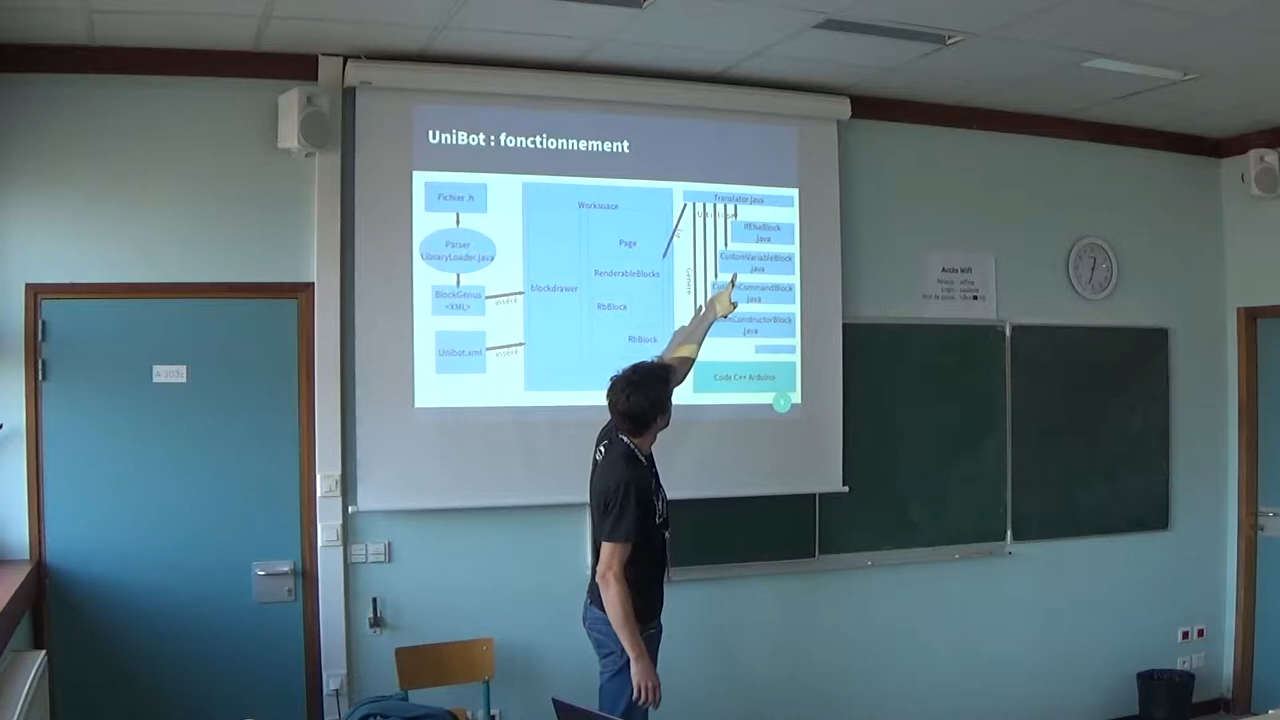 UniBot : fonctionnement
Fichier .h
Parser
LibraryLoader.java
BlockGenus
<XML>
insère
Unibot.xml
insère
Workspace
Page
RenderableBlocks
blockdrawer
RbBlock
RbBlock
Translator.java
Utilise
Génère
IfElseBlock
.java
CustomVariableBlock
.java
CommandBlock
.java
ConstructorBlock
.java
Code C++ Arduino
Accès WiFi